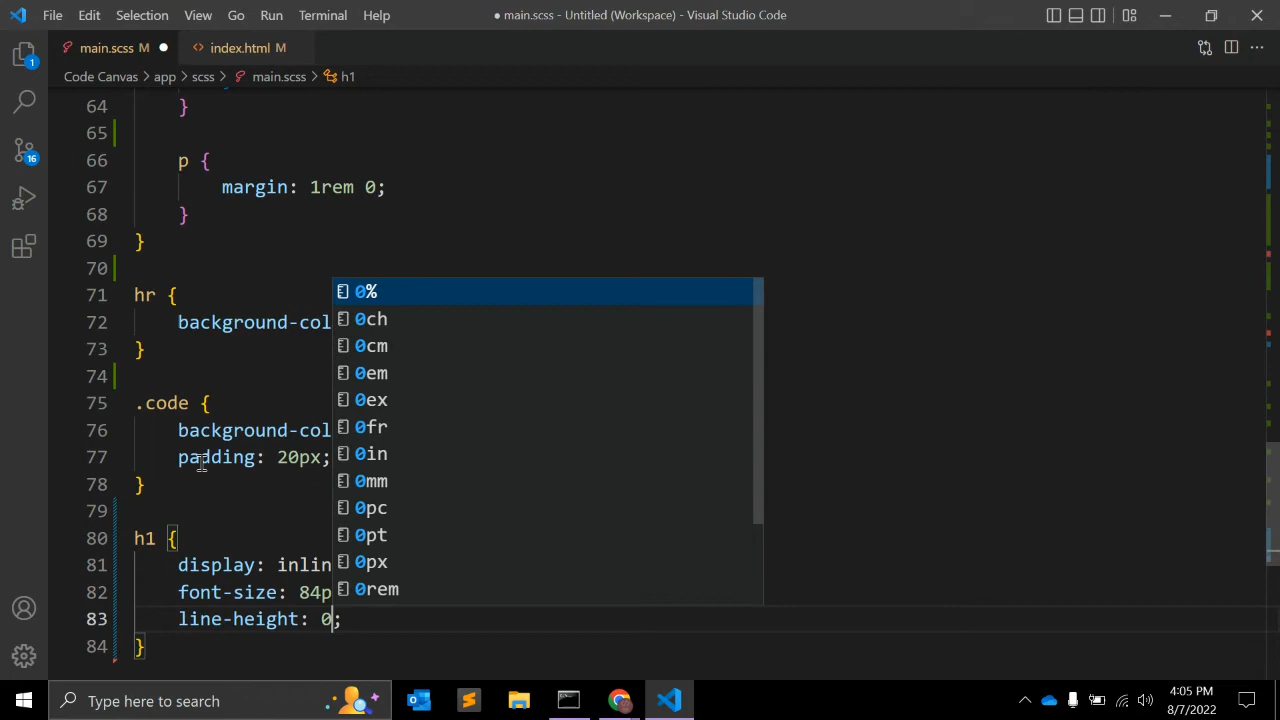 File Edit Selection View Go Run Terminal Help
● main.scss - Untitled (Workspace) - Visual Studio Code
main.scss M ● <> index.html M
Code Canvas > app > scss > main.scss > h1
1
16
64 }
65
66 p {
67 margin: 1rem 0;
68 }
69 }
70
71 hr {
72 background-col
73 }
74
75 .code {
76 background-col
77 padding: 20px;
78 }
79
80 h1 {
81 display: inlin
82 font-size: 84p
83 line-height: 0;
84 }
0%
0ch
0cm
0em
0ex
0fr
0in
0mm
0pc
0pt
0px
0rem
Type here to search
4:05 PM
8/7/2022